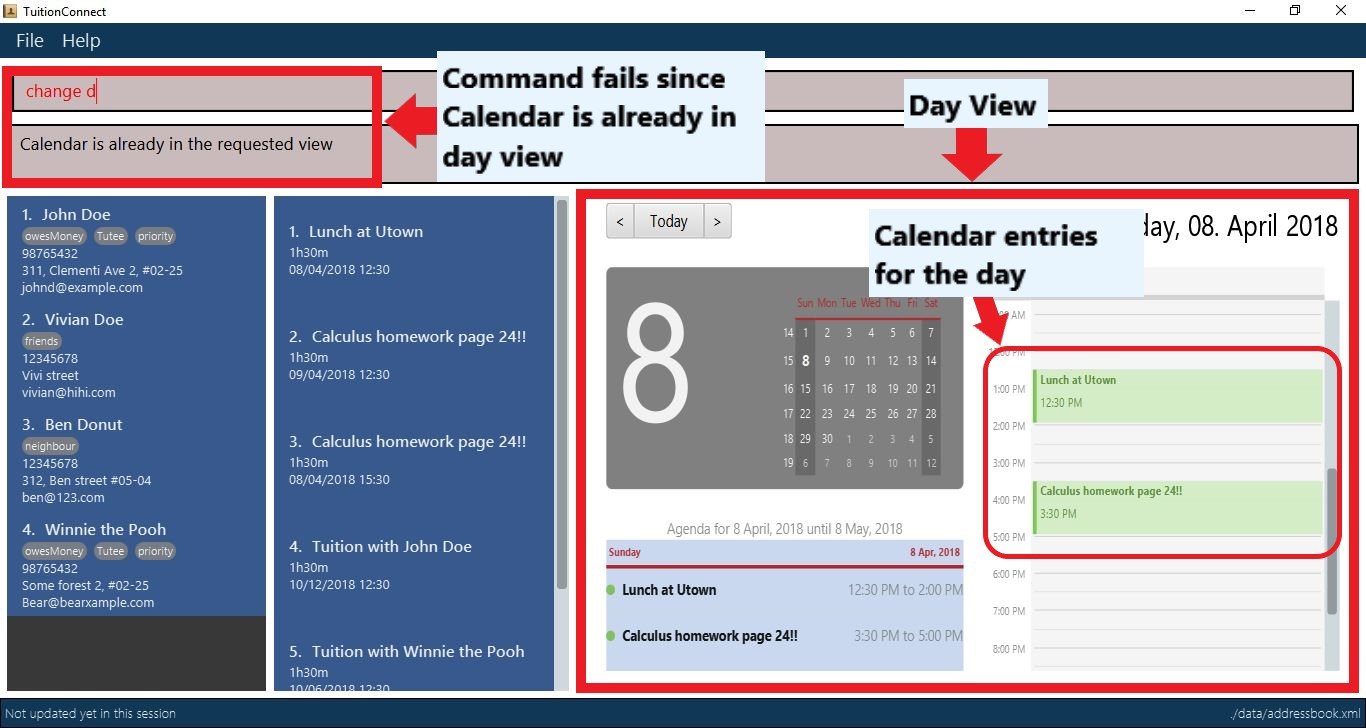 TuitionConnect
File Help
change d
Calendar is already in the requested view
Command fails since
Calendar is already in
day view
Day View
1. John Doe
owesMoney Tutee priority
98765432
311, Clementi Ave 2, #02-25
johnd@example.com
2. Vivian Doe
friends
12345678
Vivi street
vivian@hihi.com
3. Ben Donut
neighbour
12345678
312, Ben street #05-04
ben@123.com
4. Winnie the Pooh
owesMoney Tutee priority
98765432
Some forest 2, #02-25
Bear@bearxample.com
1. Lunch at Utown
1h30m
08/04/2018 12:30
2. Calculus homework page 24!!
1h30m
09/04/2018 12:30
3. Calculus homework page 24!!
1h30m
08/04/2018 15:30
4. Tuition with John Doe
1h30m
10/12/2018 12:30
5. Tuition with Winnie the Pooh
1h30m
10/06/2018 12:30
< Today >
day, 08. April 2018
Calendar entries
for the day
8
Sun Mon Tue Wed Thu Fri Sat
14 1 2 3 4 5 6 7
15 8 9 10 11 12 13 14
16 15 16 17 18 19 20 21
17 22 23 24 25 26 27 28
18 29 30 1 2 3 4 5
19 6 7 8 9 10 11 12
Agenda for 8 April, 2018 until 8 May, 2018
Sunday 8 Apr, 2018
Lunch at Utown 12:30 PM to 2:00 PM
Calculus homework page 24!! 3:30 PM to 5:00 PM
AM
PM
1:00 PM
2:00 PM
3:00 PM
4:00 PM
5:00 PM
6:00 PM
7:00 PM
8:00 PM
Lunch at Utown
12:30 PM
Calculus homework page 24!!
3:30 PM
Not updated yet in this session
./data/addressbook.xml